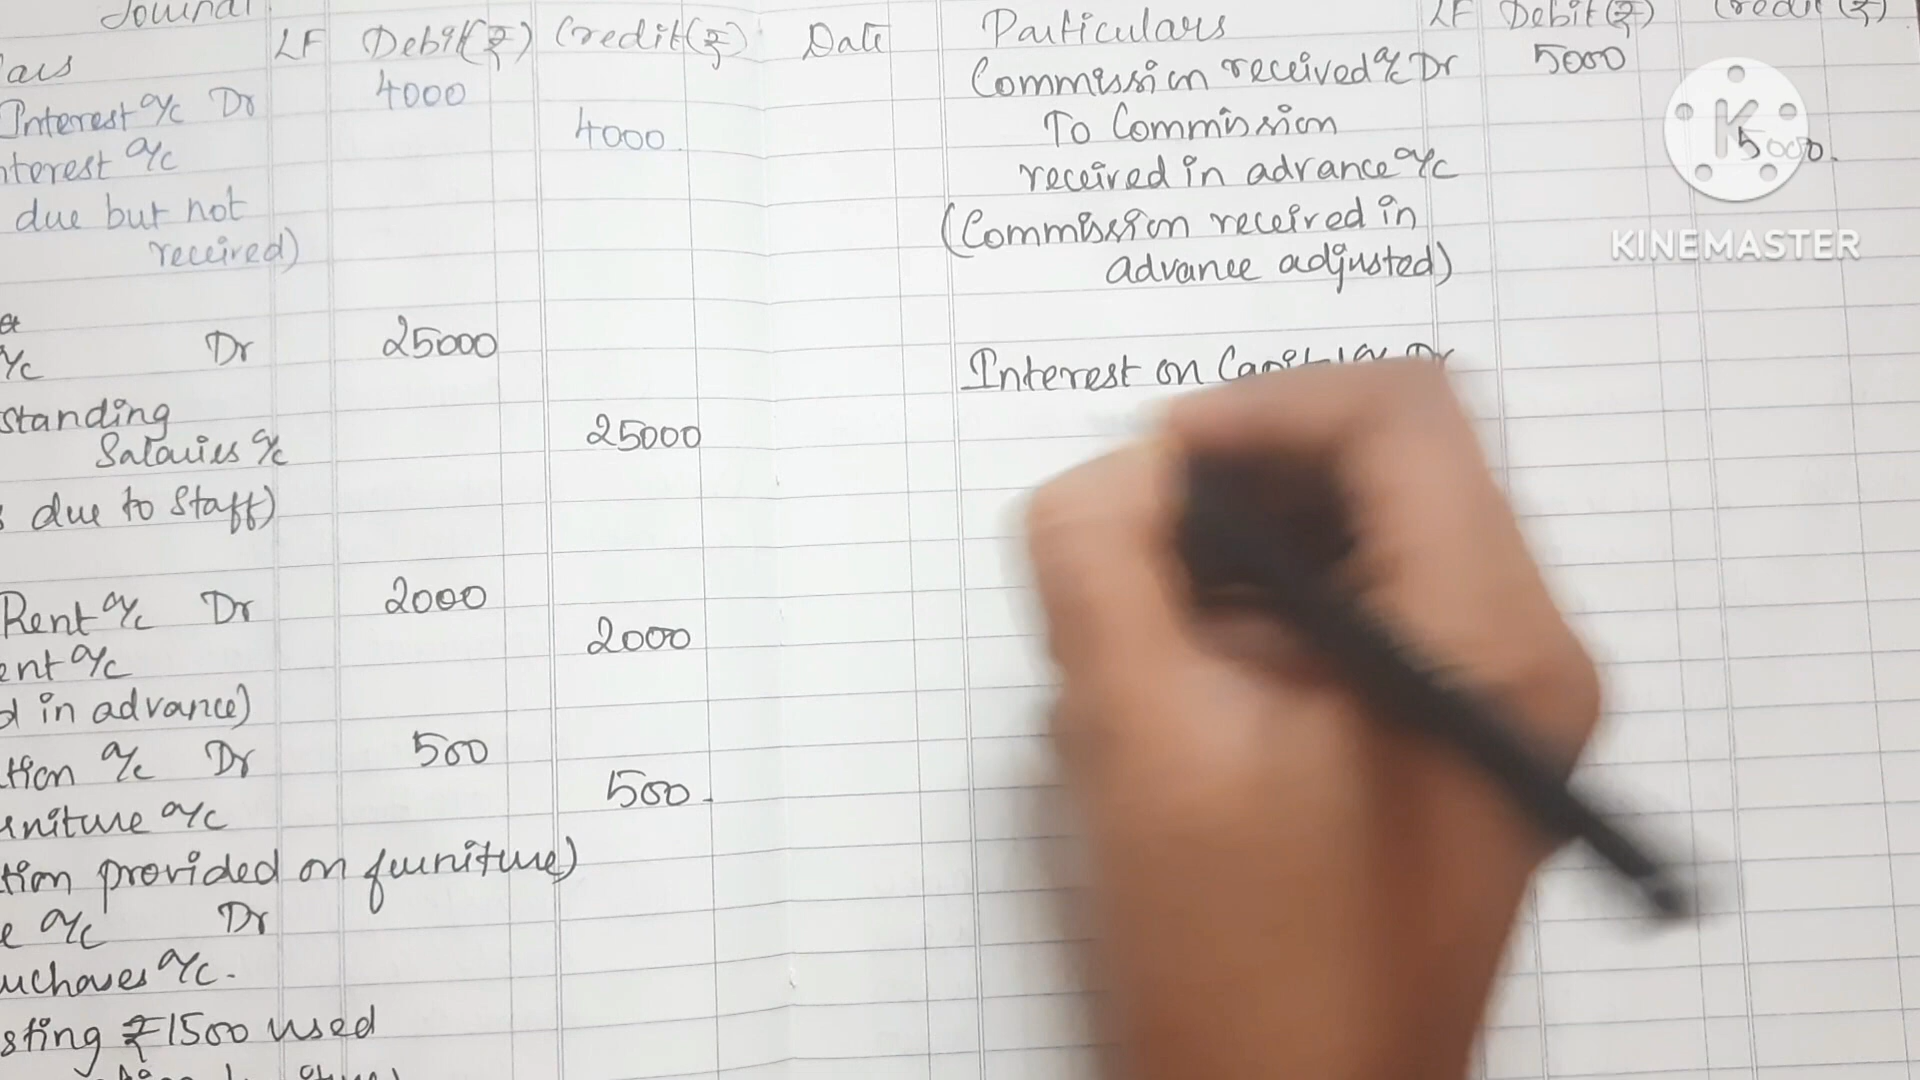 Journal
ars LF Debit(₹) Credit(₹)
Interest a/c Dr 4000
nterest a/c 4000
due but not
received)
a/c Dr 25000
standing
Salaries a/c 25000
s due to Staff)
Rent a/c Dr 2000
ent a/c 2000
d in advance)
tion a/c Dr 500
urniture a/c 500
tion provided on furniture)
e a/c Dr
urchases a/c.
sting ₹1500 used
Date Particulars LF Debit(₹) Credit(₹)
Commission received a/c Dr 5000
To Commission
received in advance a/c 5000.
(Commission received in
advance adjusted)
Interest on Dr
K
KINEMASTER